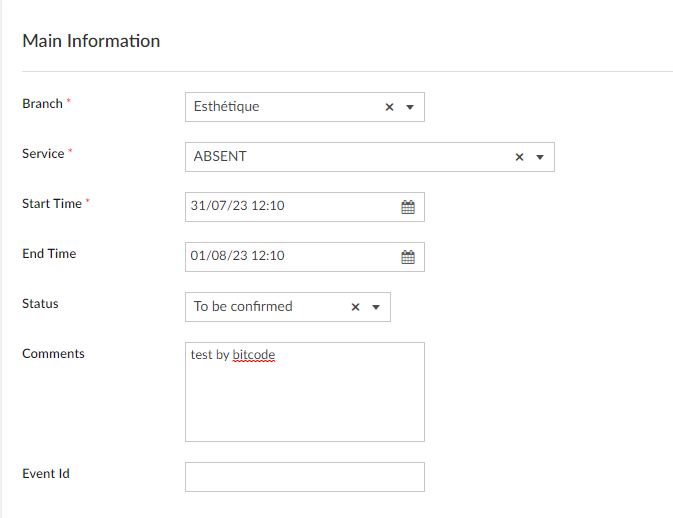 Main Information
Branch *
Esthétique
Service *
ABSENT
Start Time *
31/07/23 12:10
End Time
01/08/23 12:10
Status
To be confirmed
Comments
test by bitcode
Event Id